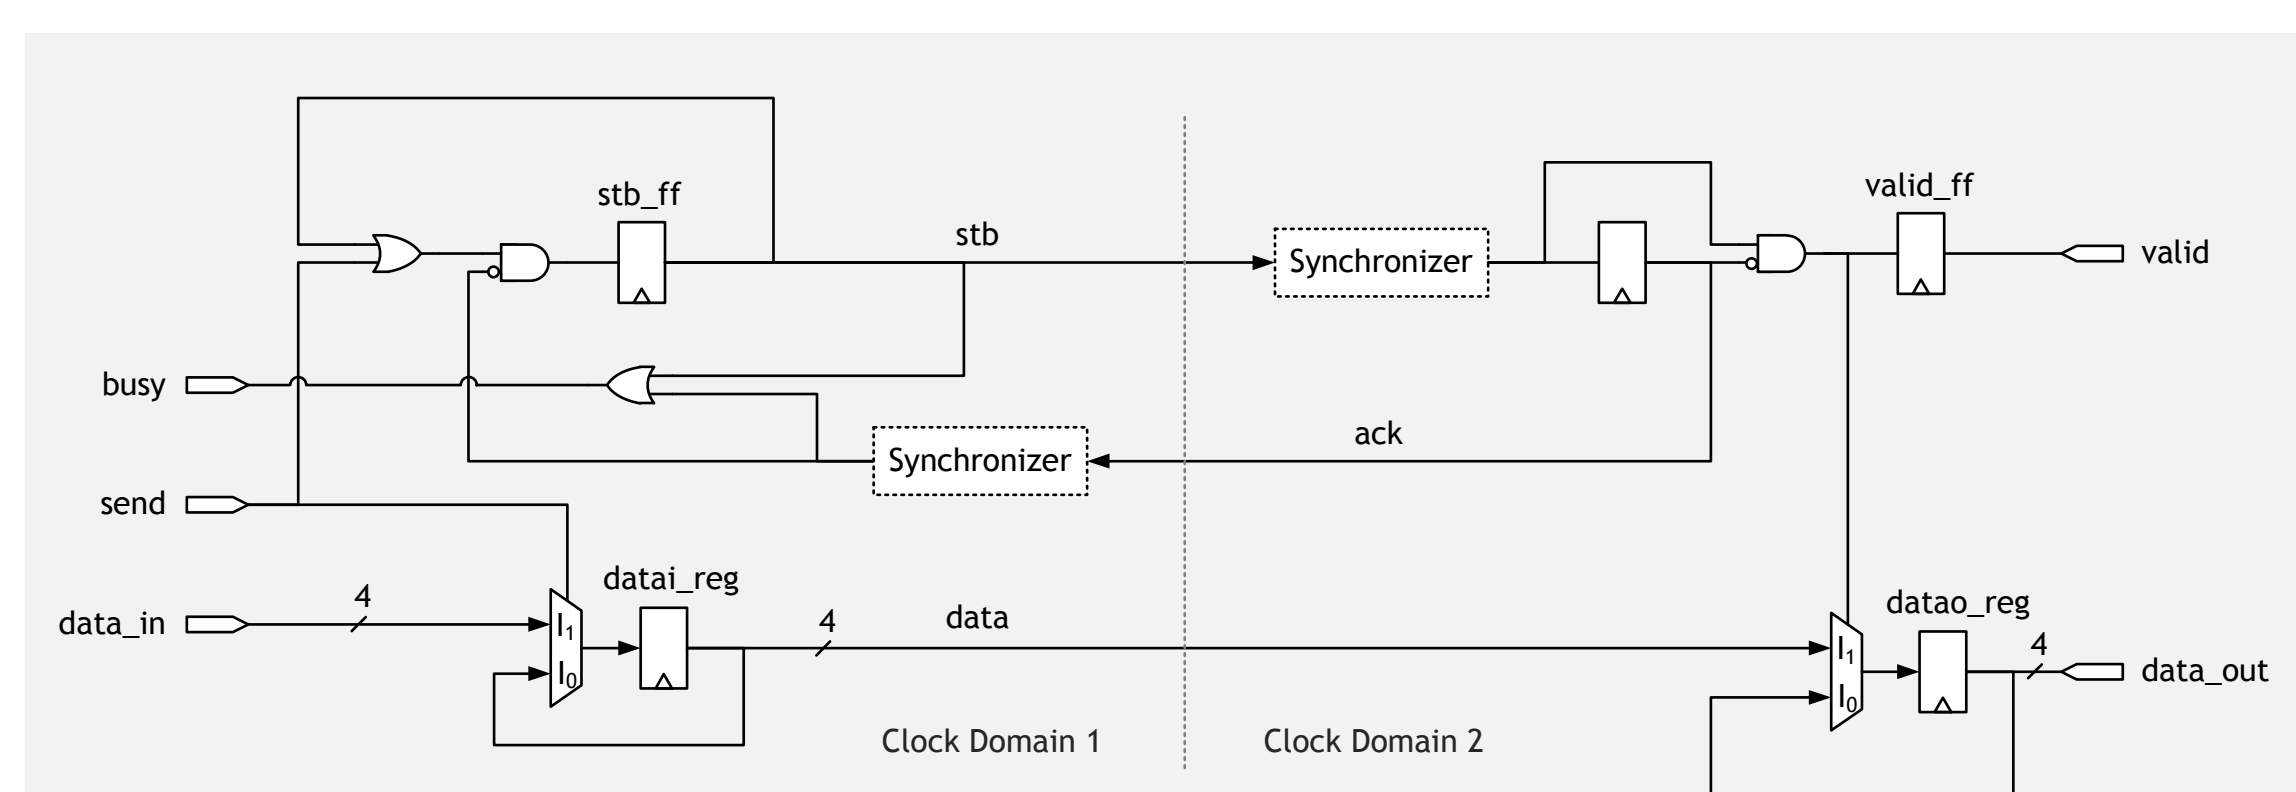 stb_ff
valid_ff
stb
Synchronizer
valid
busy
ack
Synchronizer
send
datai_reg
4
data_in
I1
I0
4
data
datao_reg
4
I1
I0
data_out
Clock Domain 1
Clock Domain 2